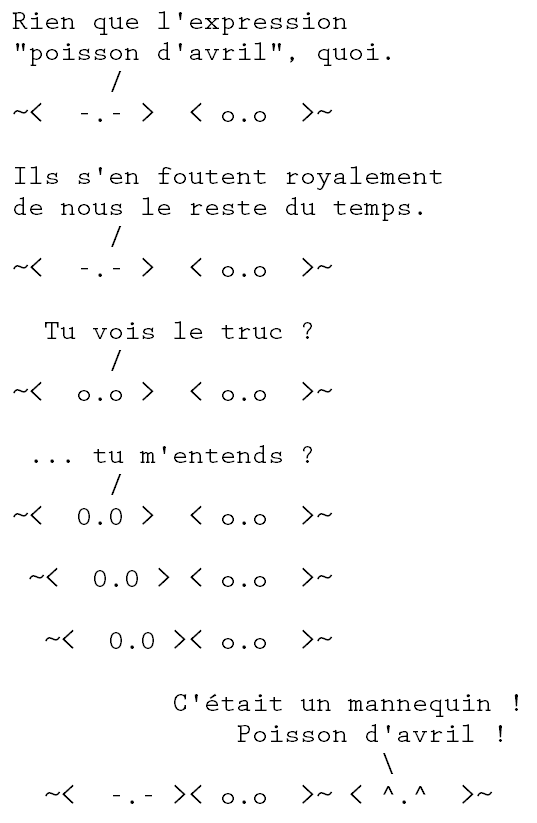 Rien que l'expression
"poisson d'avril", quoi.
       /
~<  -.- >  < o.o  >~
Ils s'en foutent royalement
de nous le reste du temps.
       /
~<  -.- >  < o.o  >~
  Tu vois le truc ?
       /
~<  o.o >  < o.o  >~
 ... tu m'entends ?
       /
~<  0.0 >  < o.o  >~
 ~<  0.0 > < o.o  >~
  ~<  0.0 >< o.o  >~
          C'était un mannequin !
              Poisson d'avril !
                       \
  ~<  -.- >< o.o  >~ < ^.^  >~